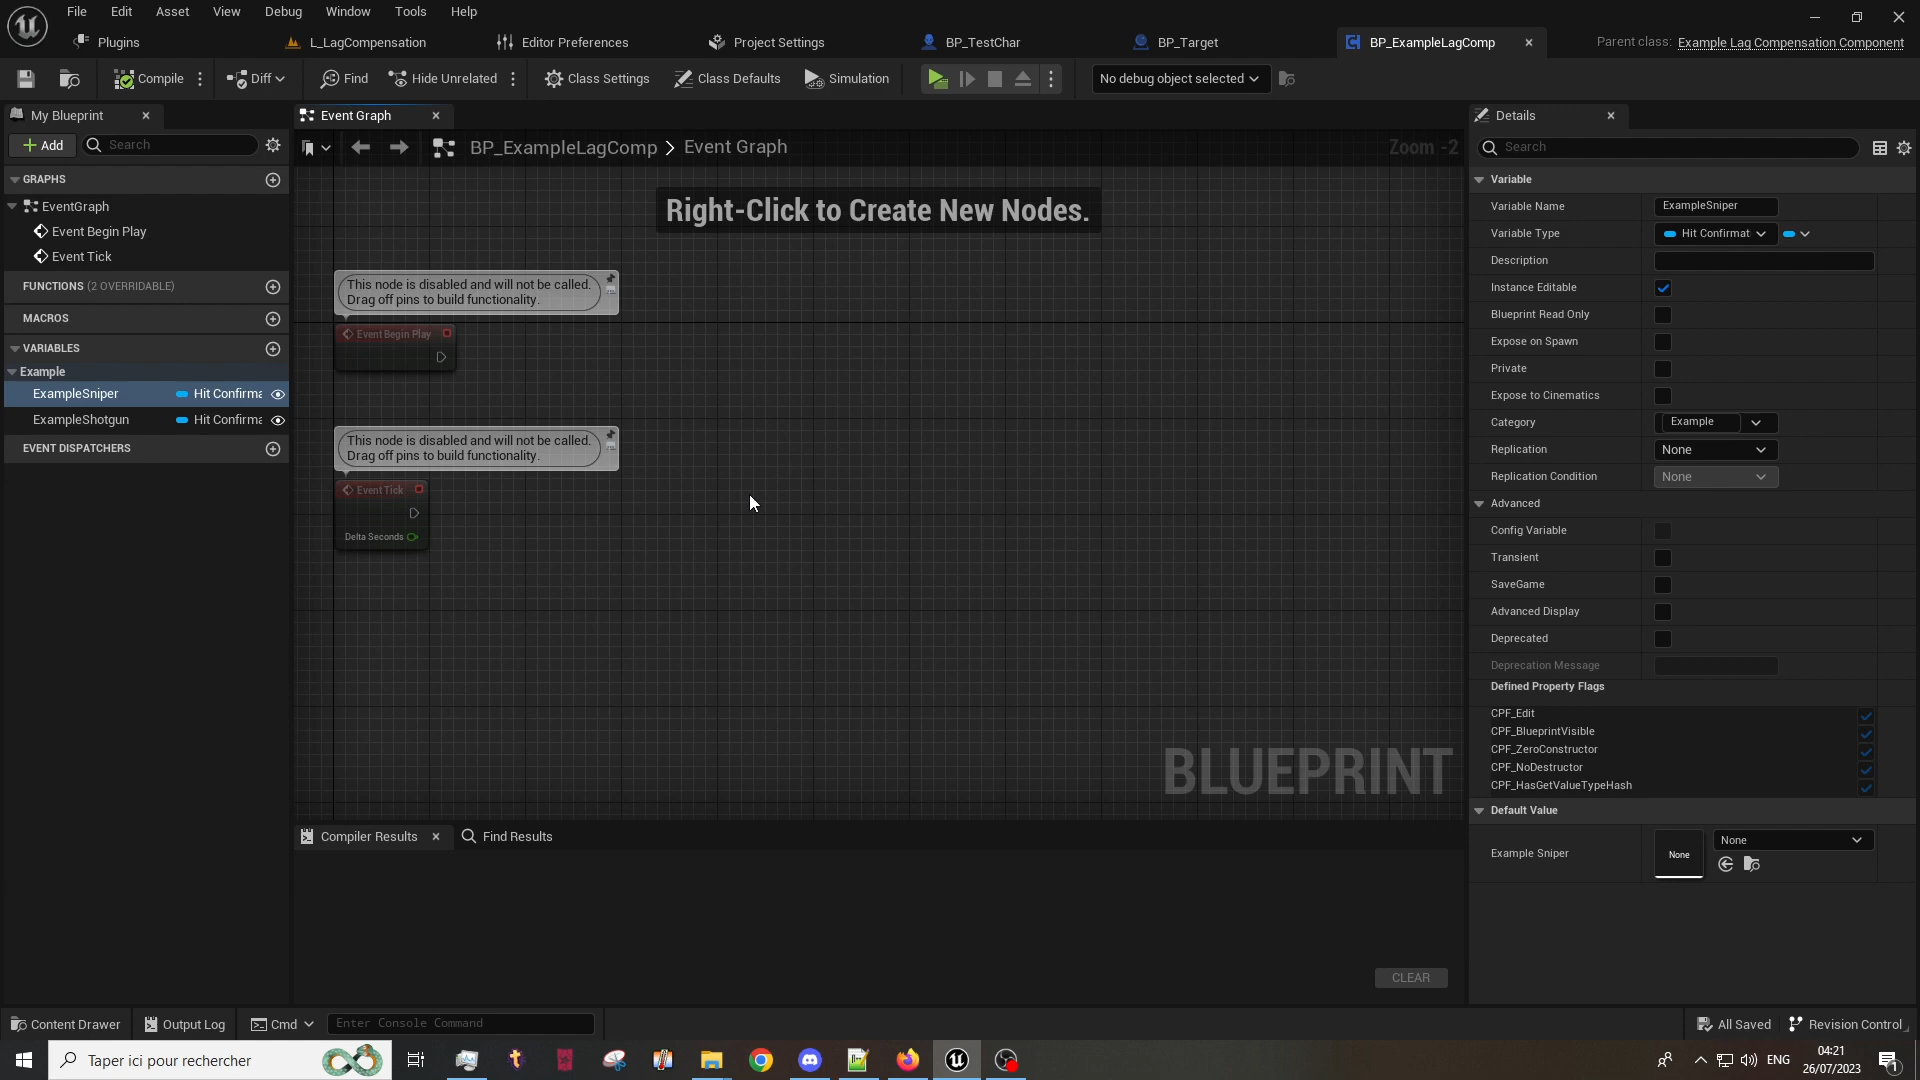 File Edit Asset View Debug Window Tools Help
Plugins
L_LagCompensation
Editor Preferences
Project Settings
BP_TestChar
BP_Target
BP_ExampleLagComp
Parent class: Example Lag Compensation Component
Compile
Diff
Find
Hide Unrelated
Class Settings
Class Defaults
Simulation
No debug object selected
My Blueprint
Add
Search
GRAPHS
EventGraph
Event Begin Play
Event Tick
FUNCTIONS (2 OVERRIDABLE)
MACROS
VARIABLES
Example
ExampleSniper Hit Confirma
ExampleShotgun Hit Confirma
EVENT DISPATCHERS
Event Graph
BP_ExampleLagComp > Event Graph
Zoom -2
Right-Click to Create New Nodes.
This node is disabled and will not be called.
Drag off pins to build functionality.
Event Begin Play
This node is disabled and will not be called.
Drag off pins to build functionality.
Event Tick
Delta Seconds
BLUEPRINT
Compiler Results
Find Results
CLEAR
Details
Search
Variable
Variable Name ExampleSniper
Variable Type Hit Confirmat
Description
Instance Editable
Blueprint Read Only
Expose on Spawn
Private
Expose to Cinematics
Category Example
Replication None
Replication Condition None
Advanced
Config Variable
Transient
SaveGame
Advanced Display
Deprecated
Deprecation Message
Defined Property Flags
CPF_Edit
CPF_BlueprintVisible
CPF_ZeroConstructor
CPF_NoDestructor
CPF_HasGetValueTypeHash
Default Value
Example Sniper None None
Content Drawer
Output Log
Cmd
Enter Console Command
All Saved
Revision Control
Taper ici pour rechercher
ENG
04:21
26/07/2023
1